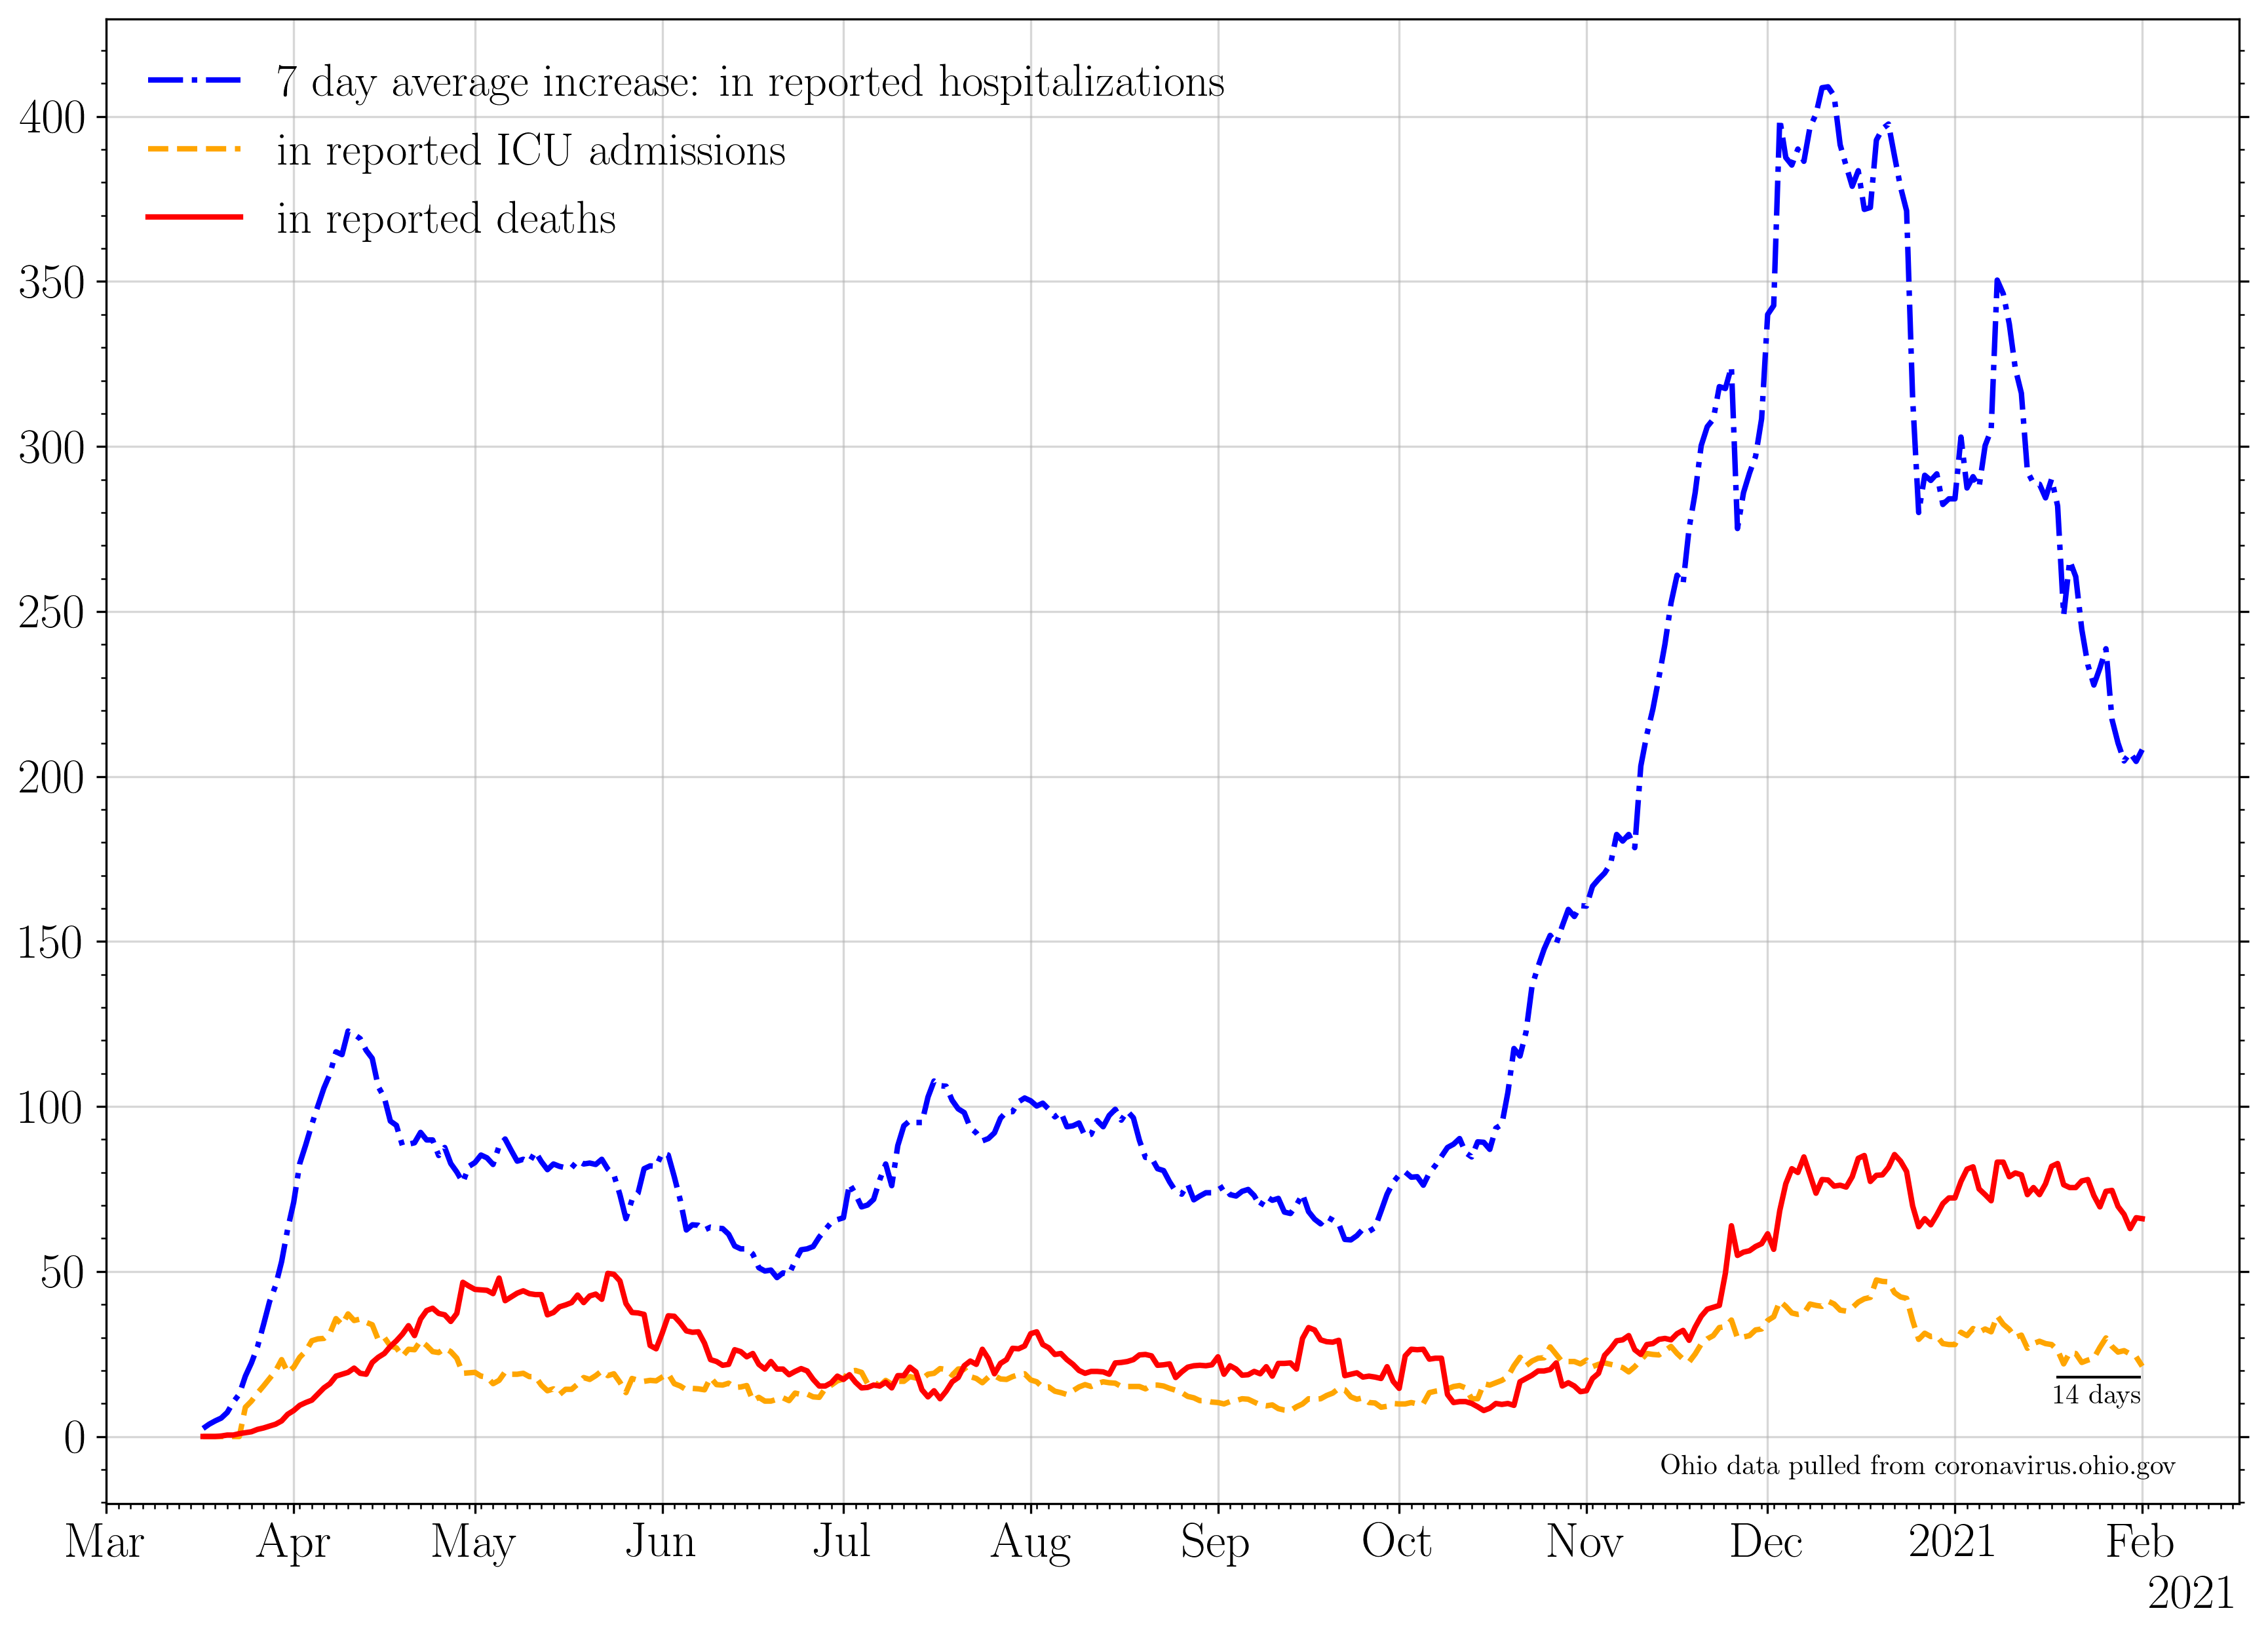 7 day average increase: in reported hospitalizations
in reported ICU admissions
in reported deaths
400
350
300
250
200
150
100
50
0
14 days
Ohio data pulled from coronavirus.ohio.gov
Mar Apr May Jun Jul Aug Sep Oct Nov Dec 2021 Feb
2021